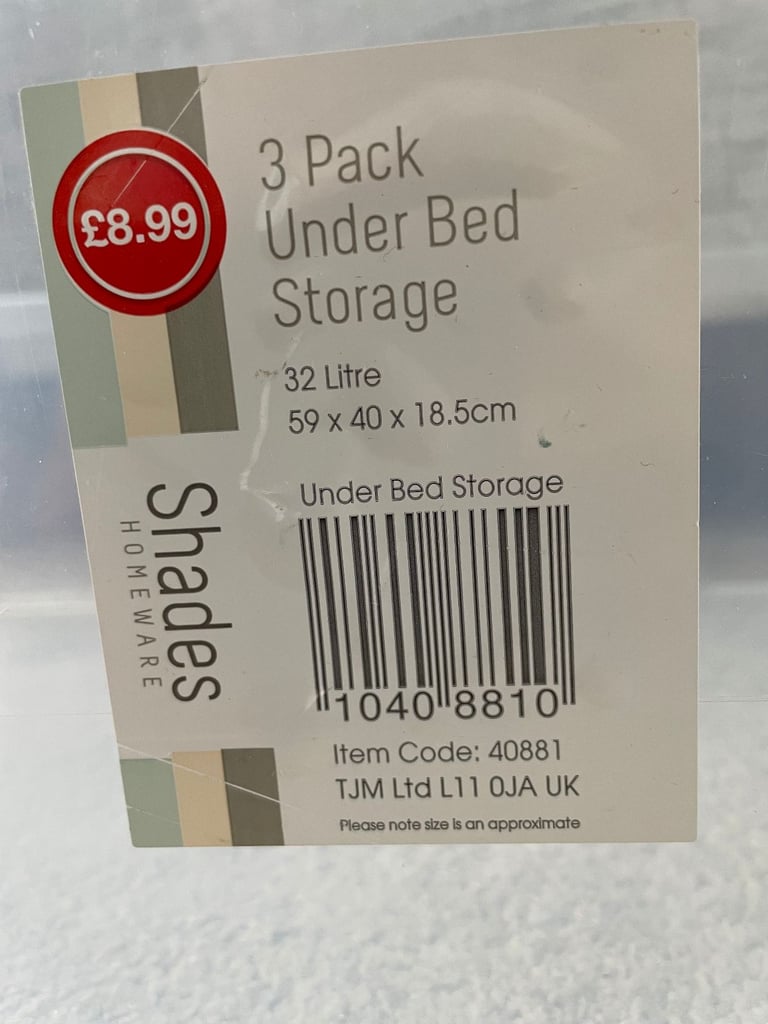 £8.99
3 Pack
Under Bed
Storage
32 Litre
59 x 40 x 18.5cm
Under Bed Storage
1040 8810
Shades
HOMEWARE
Item Code: 40881
TJM Ltd L11 0JA UK
Please note size is an approximate